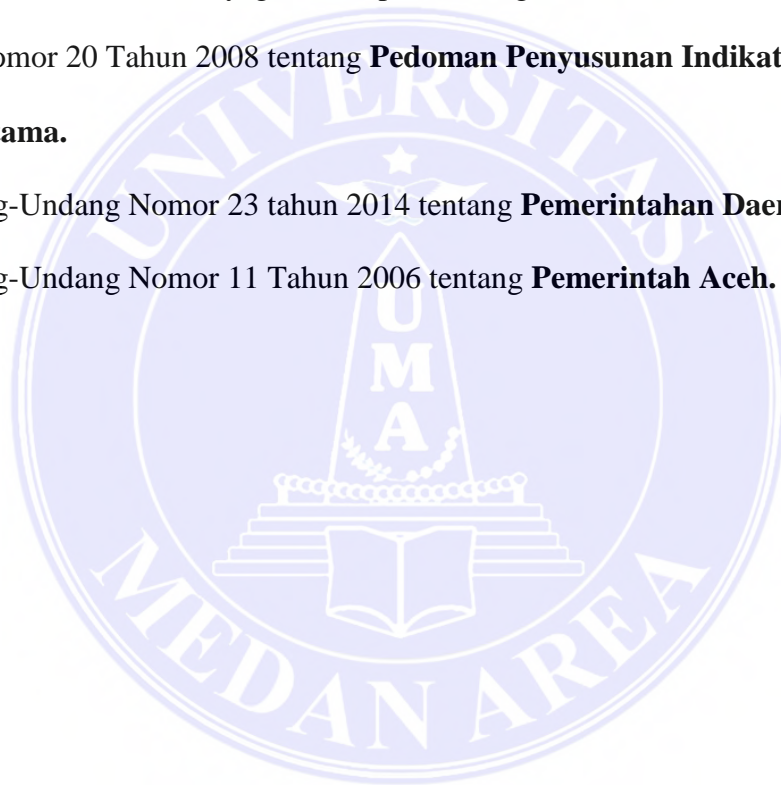 omor 20 Tahun 2008 tentang Pedoman Penyusunan Indikat
tama.
g-Undang Nomor 23 tahun 2014 tentang Pemerintahan Daer
g-Undang Nomor 11 Tahun 2006 tentang Pemerintah Aceh.
UNIVERSITAS
UMA
MEDAN AREA